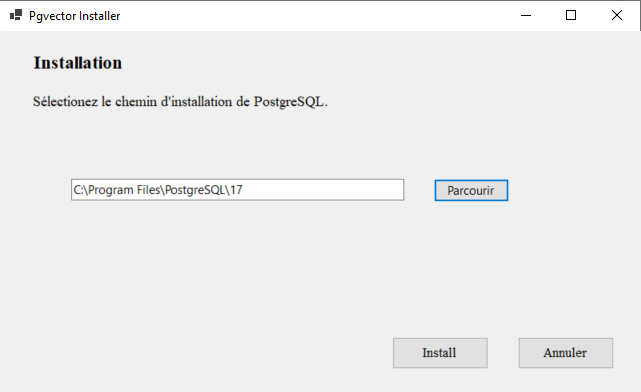 Pgvector Installer
Installation
Sélectionez le chemin d'installation de PostgreSQL.
C:\Program Files\PostgreSQL\17
Parcourir
Install
Annuler